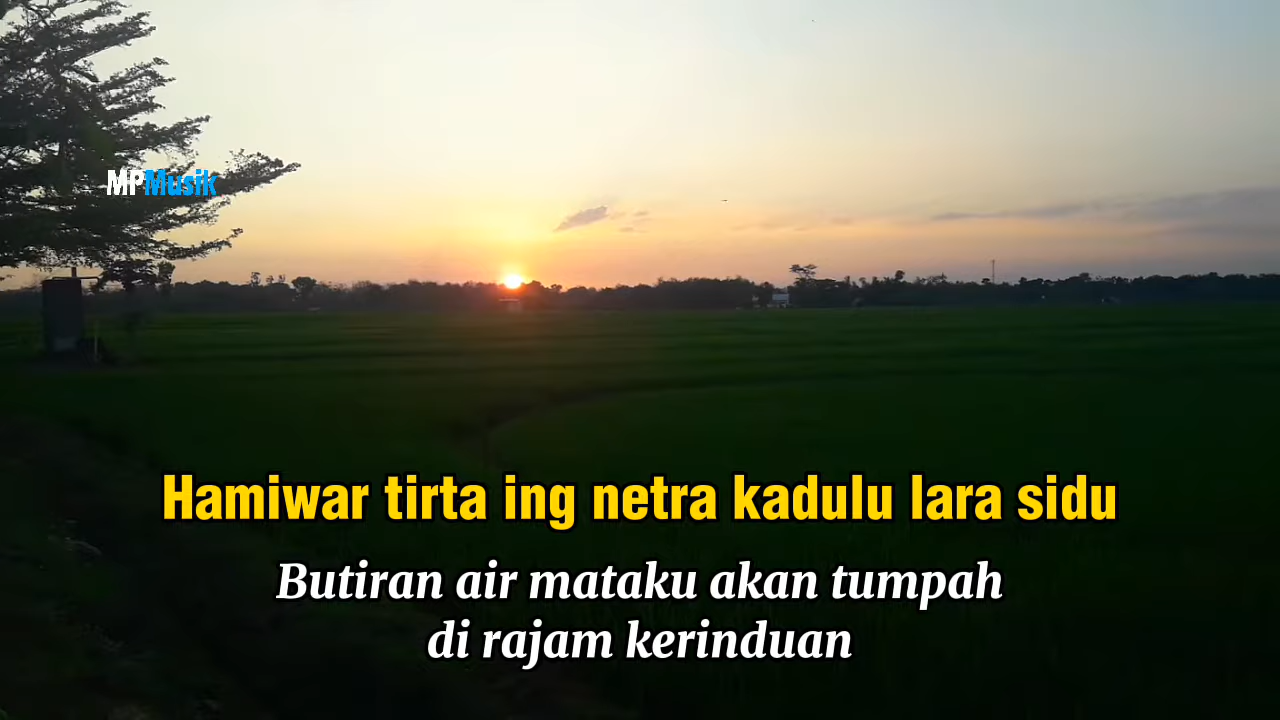 MPMusik
Hamiwar tirta ing netra kadulu lara sidu
Butiran air mataku akan tumpah
di rajam kerinduan